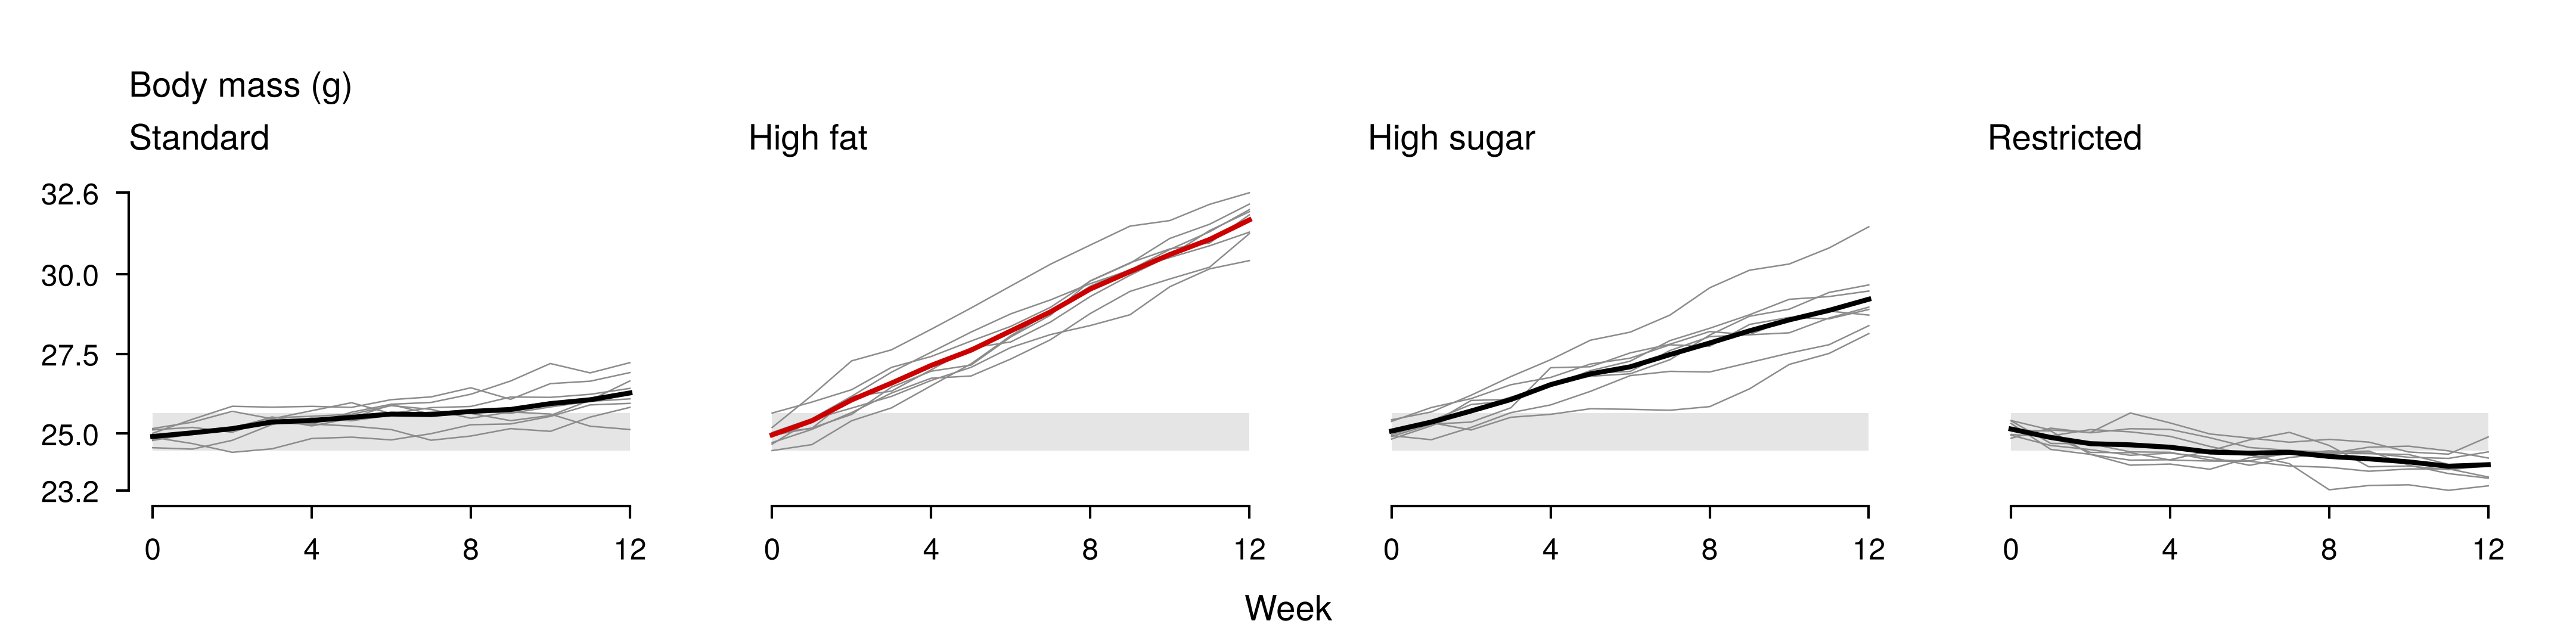 Body mass (g)
Standard High fat High sugar Restricted
32.6
30.0
27.5
25.0
23.2
0 4 8 12 0 4 8 12 0 4 8 12 0 4 8 12
Week